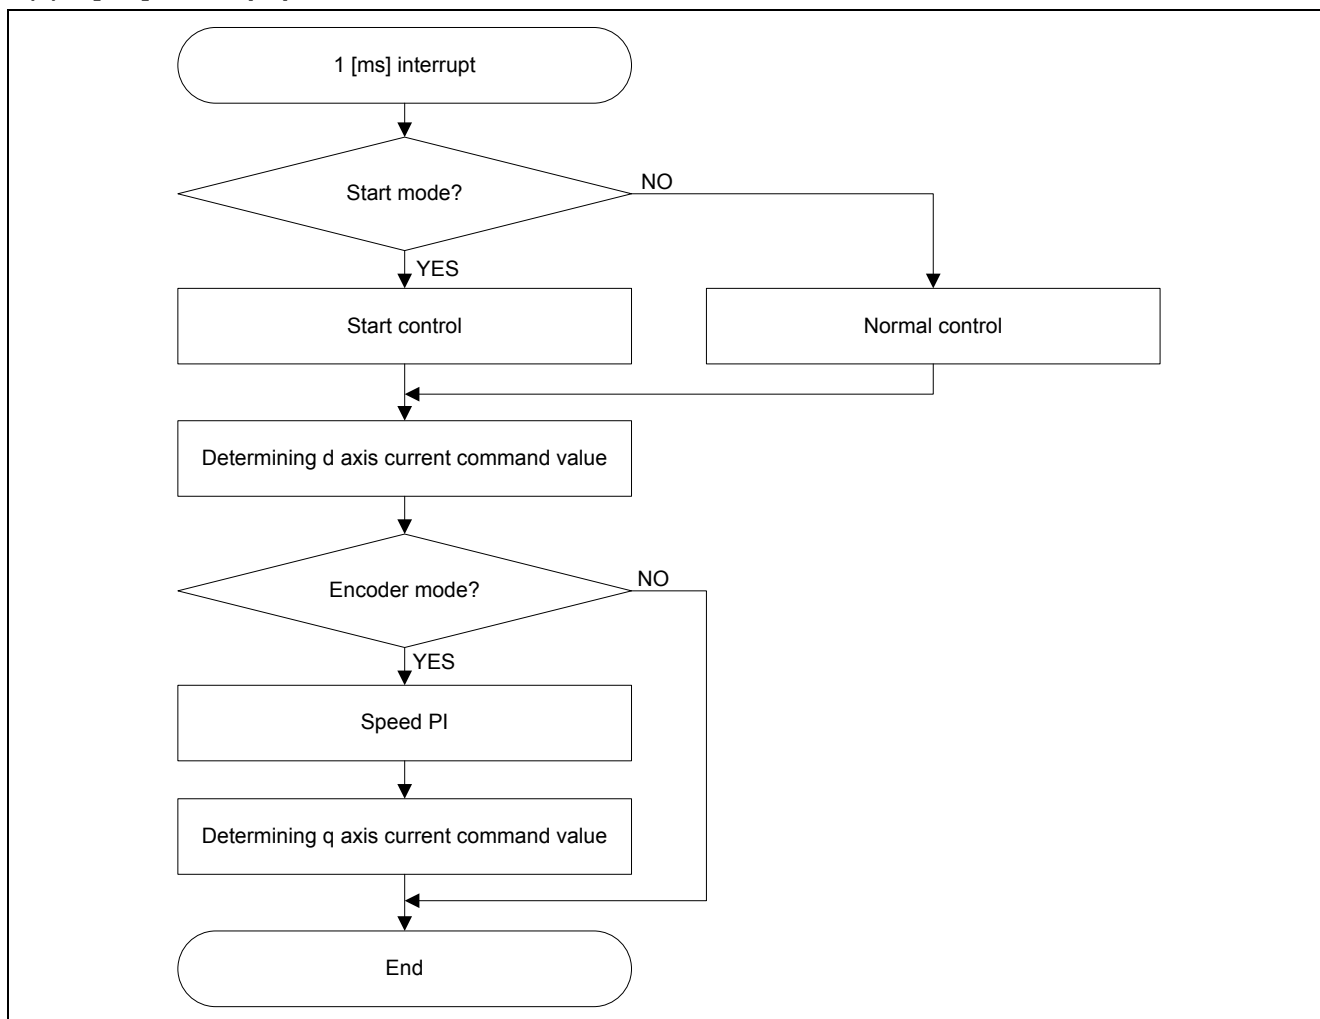 1 [ms] interrupt
Start mode?
NO
YES
Start control
Normal control
Determining d axis current command value
Encoder mode?
NO
YES
Speed PI
Determining q axis current command value
End